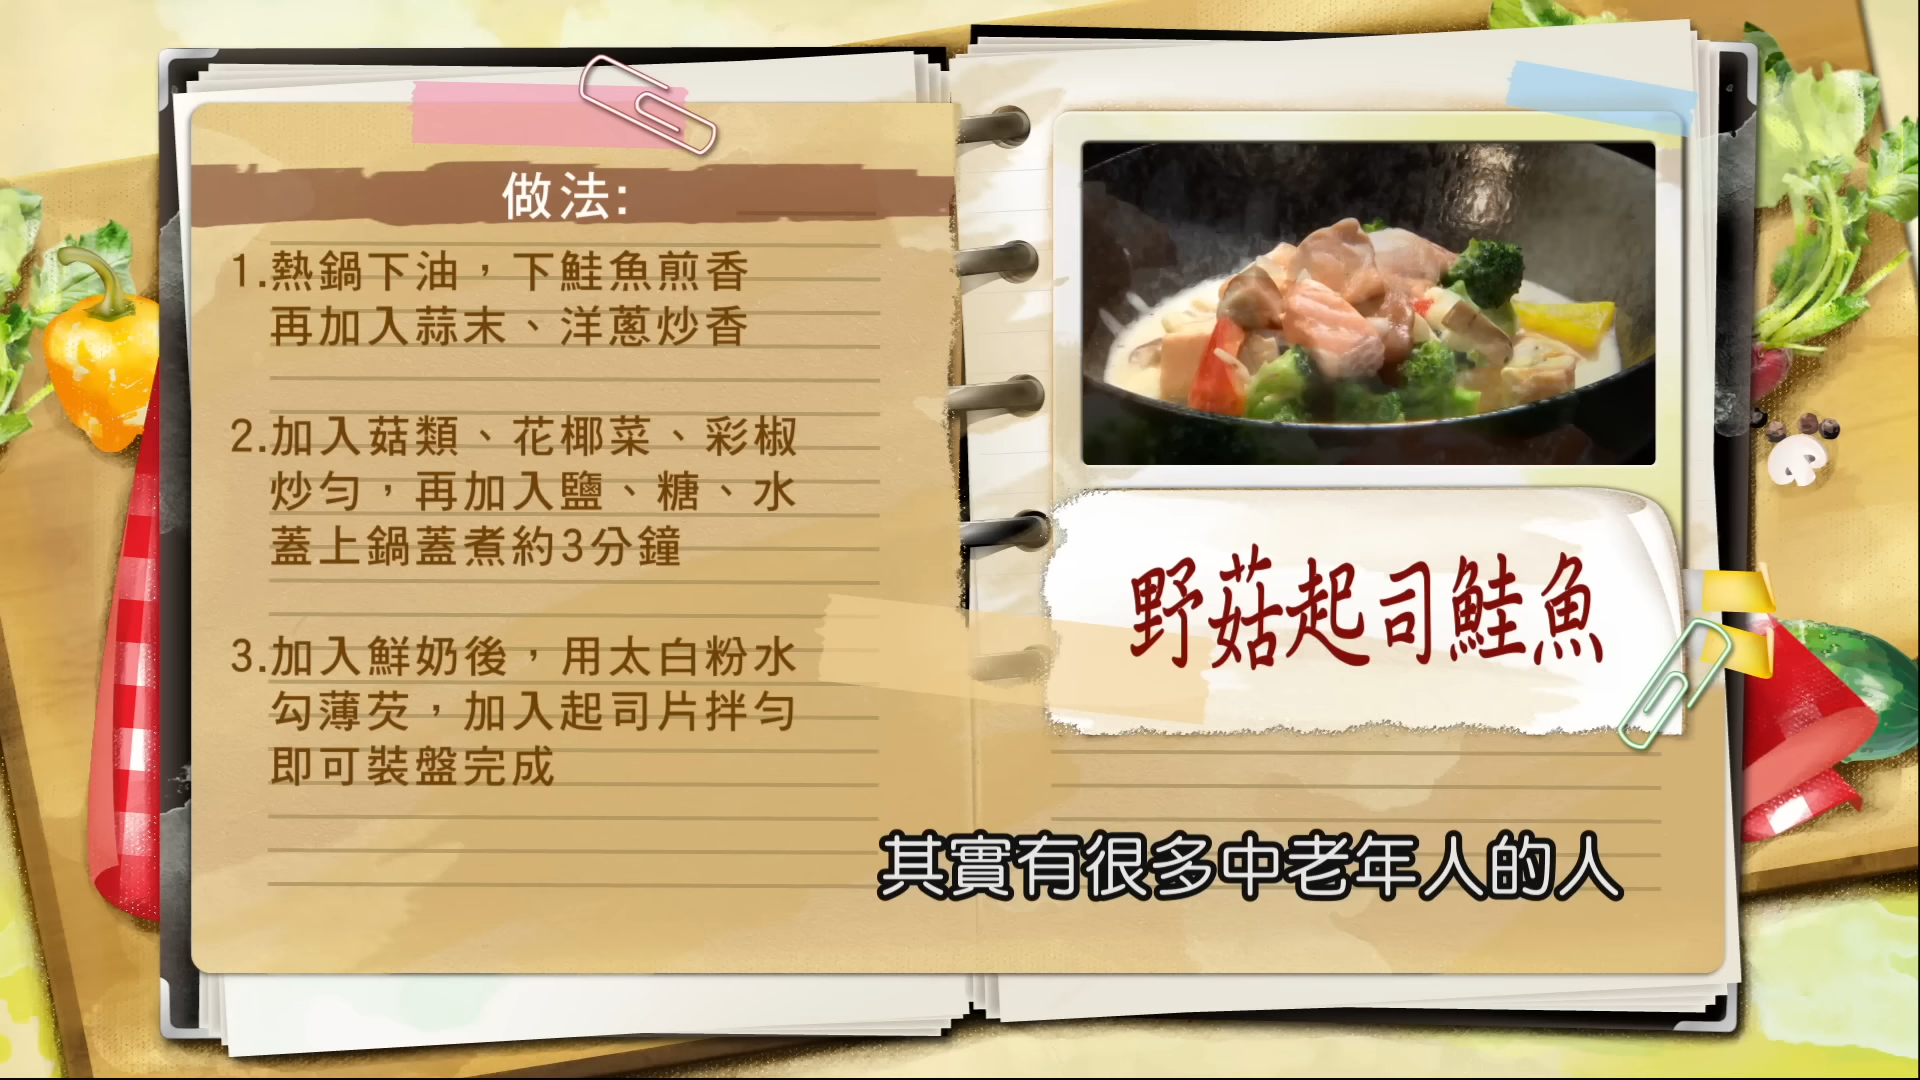 做法:
1.熱鍋下油，下鮭魚煎香
再加入蒜末、洋蔥炒香
2.加入菇類、花椰菜、彩椒
炒勻，再加入鹽、糖、水
蓋上鍋蓋煮約3分鐘
3.加入鮮奶後，用太白粉水
勾薄芡，加入起司片拌勻
即可裝盤完成
野菇起司鮭魚
其實有很多中老年人的人